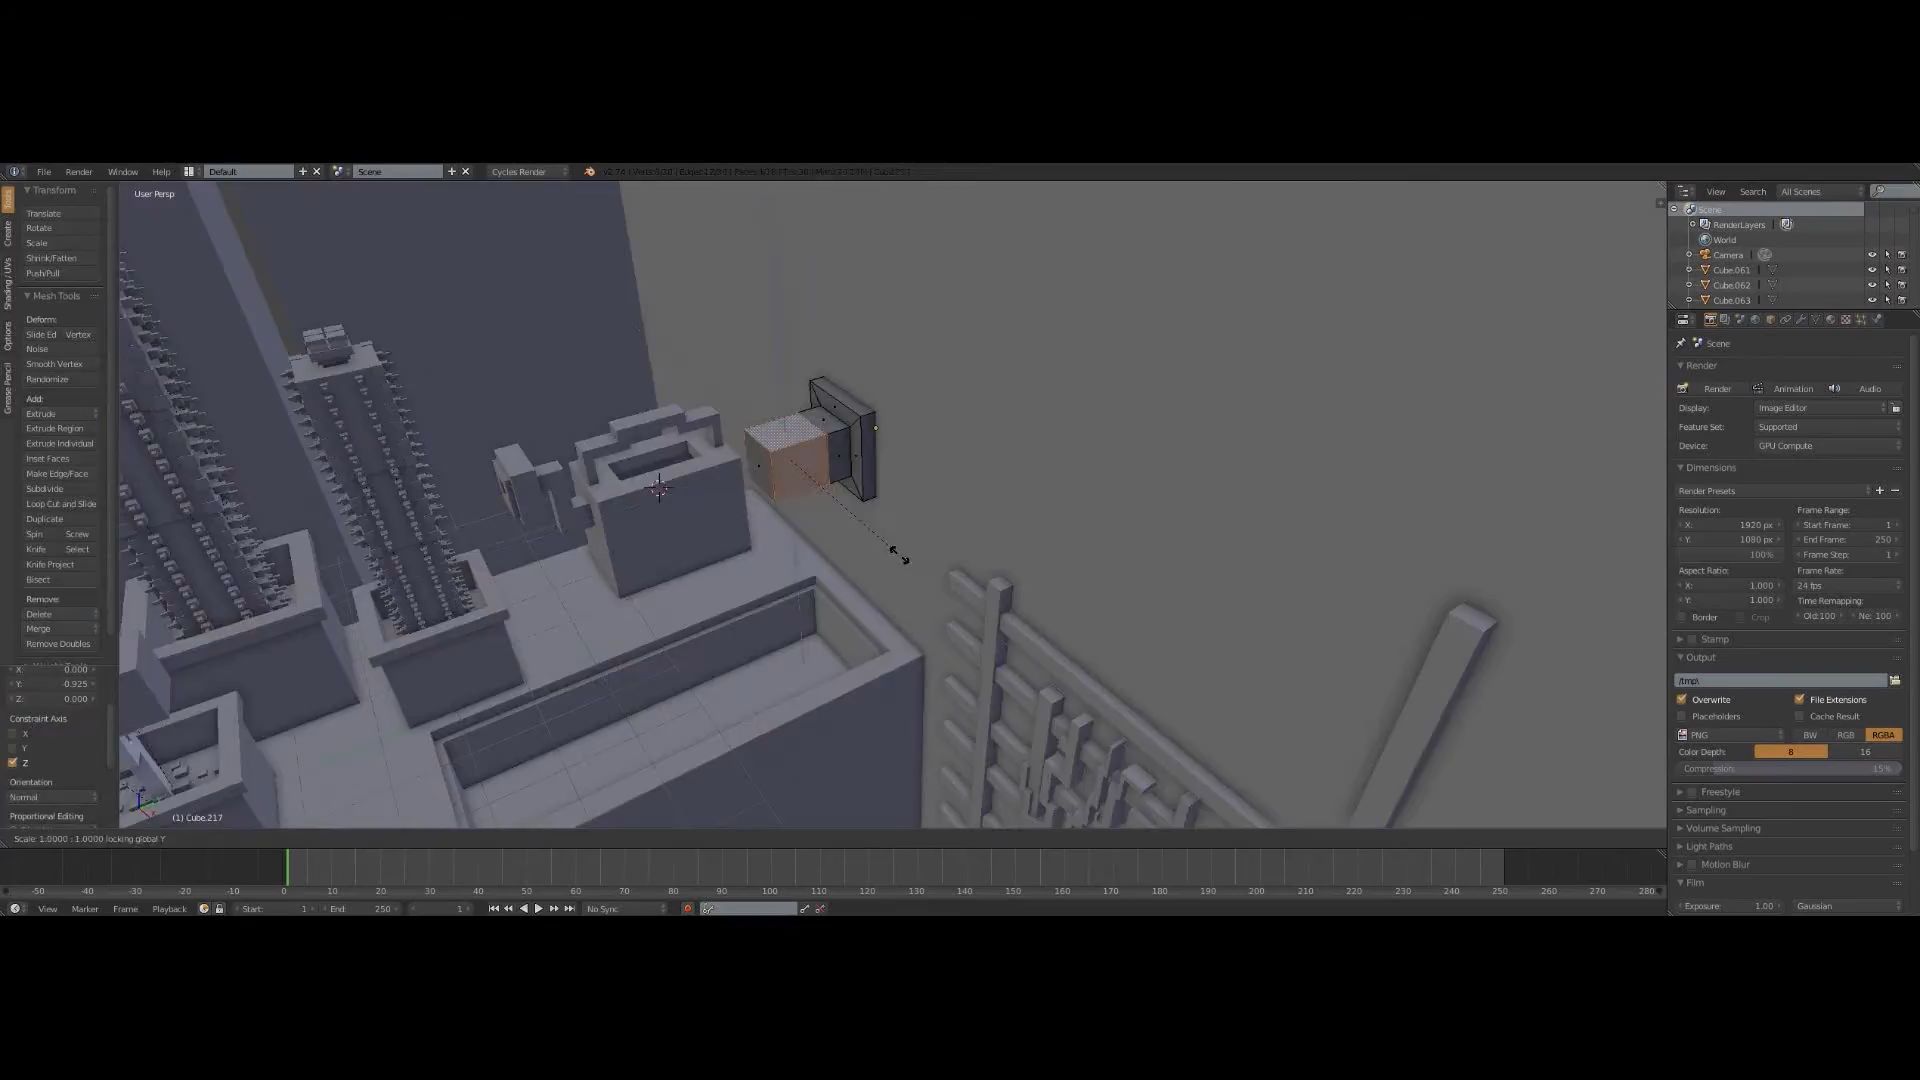 File Render Window Help Default Scene Cycles Render
Transform
Translate
Rotate
Scale
Shrink/Fatten
Push/Pull
Mesh Tools
Deform:
Slide Ed Vertex
Noise
Smooth Vertex
Randomize
Add:
Extrude
Extrude Region
Extrude Individual
Inset Faces
Make Edge/Face
Subdivide
Loop Cut and Slide
Duplicate
Spin Screw
Knife Select
Knife Project
Bisect
Remove:
Delete
Merge
Remove Doubles
X: 0.000
Y: -0.925
Z: 0.000
Constraint Axis
X
Y
Z
Orientation
Normal
Proportional Editing
Tools
Create
Shading / UVs
Options
Grease Pencil
User Persp
(1) Cube.217
Scale: 1.0000 : 1.0000 locking global Y
-50 -40 -30 -20 -10 0 10 20 30 40 50 60 70 80 90 100 110 120 130 140 150 160 170 180 190 200 210 220 230 240 250 260 270 280
View Marker Frame Playback Start: 1 End: 250 1 No Sync
View Search All Scenes
Scene
RenderLayers
World
Camera
Cube.061
Cube.062
Cube.063
Scene
Render
Render Animation Audio
Display: Image Editor
Feature Set: Supported
Device: GPU Compute
Dimensions
Render Presets
Resolution: Frame Range:
X: 1920 px Start Frame: 1
Y: 1080 px End Frame: 250
100% Frame Step: 1
Aspect Ratio: Frame Rate:
X: 1.000 24 fps
Y: 1.000 Time Remapping:
Border Crop Old:100 Ne: 100
Stamp
Output
/tmp\
Overwrite File Extensions
Placeholders Cache Result
PNG BW RGB RGBA
Color Depth: 8 16
Compression: 15%
Freestyle
Sampling
Volume Sampling
Light Paths
Motion Blur
Film
Exposure: 1.00 Gaussian